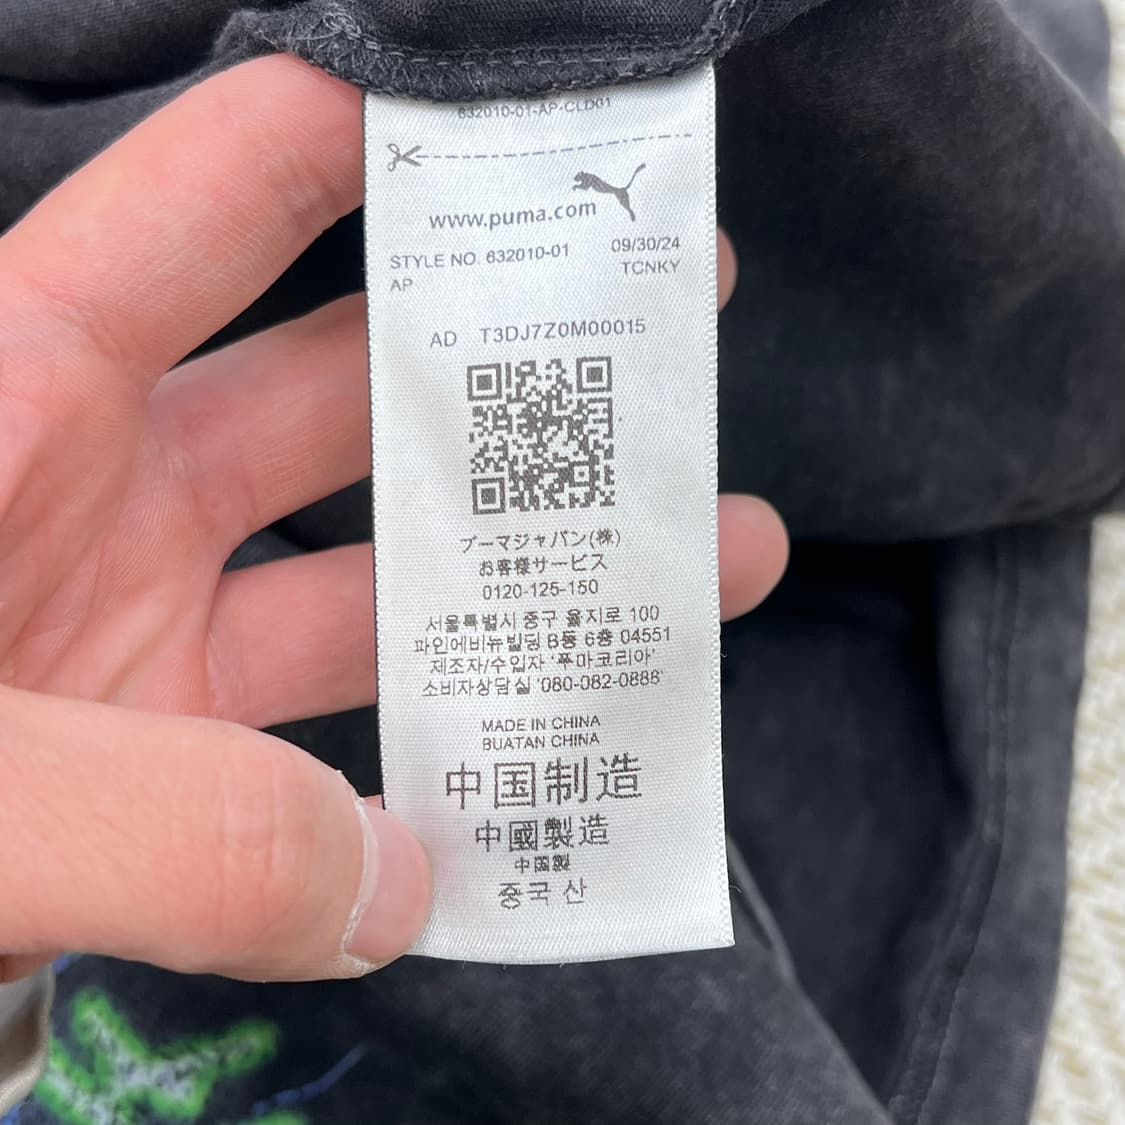 632010-01-AP-CLD01
www.puma.com
STYLE NO. 632010-01 09/30/24
AP TCNKY
AD T3DJ7Z0M00015
プーマジャパン(株)
お客様サービス
0120-125-150
서울특별시 중구 을지로 100
파인에비뉴빌딩 B동 6층 04551
제조자/수입자 '푸마코리아'
소비자상담실 '080-082-0888'
MADE IN CHINA
BUATAN CHINA
中国制造
中國製造
中国製
중국 산